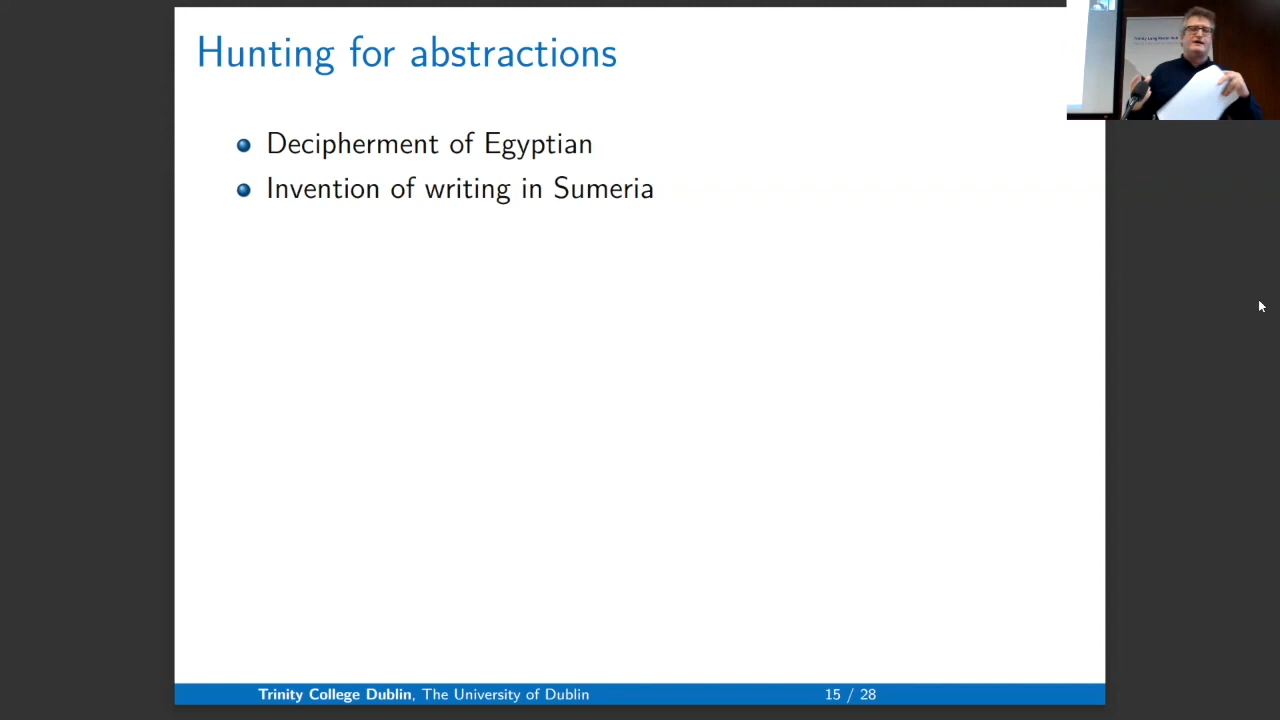 Hunting for abstractions
Decipherment of Egyptian
Invention of writing in Sumeria
Trinity College Dublin, The University of Dublin
15 / 28